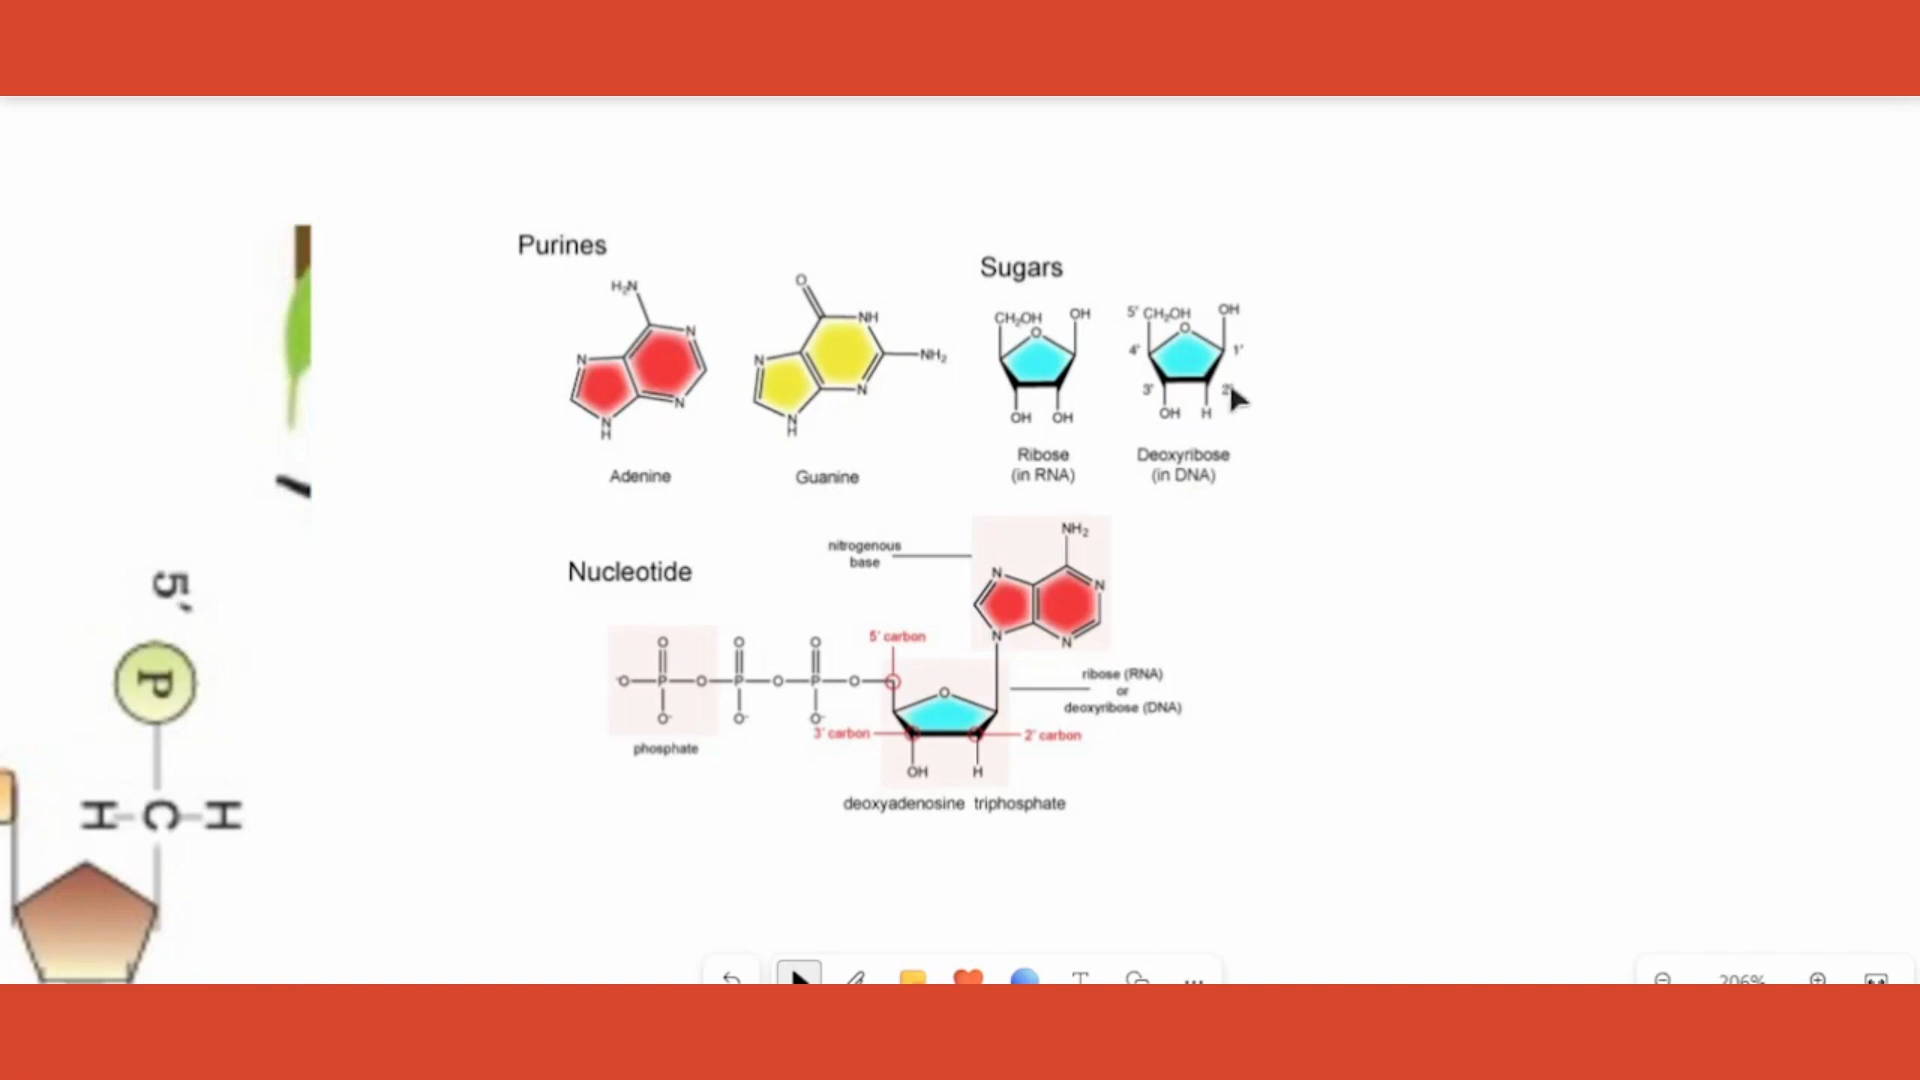 Purines
Sugars
H₂N
N
N
N
N
H
Adenine
O
NH
N
NH₂
N
N
H
Guanine
CH₂OH
OH
O
OH
OH
Ribose
(in RNA)
5' CH₂OH
OH
O
4'
1'
3'
OH
H
Deoxyribose
(in DNA)
Nucleotide
nitrogenous
base
NH₂
N
N
N
N
5' carbon
O
O
O
⁻O
P
O
P
O
P
O
O⁻
O⁻
O⁻
phosphate
O
3' carbon
2' carbon
OH
H
ribose (RNA)
or
deoxyribose (DNA)
deoxyadenosine triphosphate
5'
P
H-C-H
T
206%